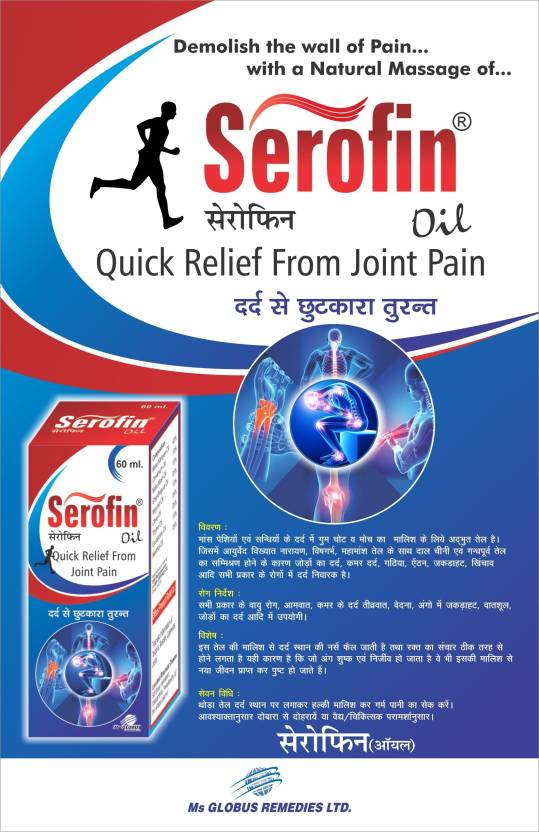 Demolish the wall of Pain...
with a Natural Massage of...
Serofin®
सेरोफिन Oil
Quick Relief From Joint Pain
दर्द से छुटकारा तुरन्त
60 ml.
Serofin
सेरोफिन Oil
60 ml.
Serofin®
सेरोफिन Oil
Quick Relief From
Joint Pain
दर्द से छुटकारा तुरन्त
Ms GLOBUS
विवरण :
मांस पेशियों एवं सन्धियों के दर्द में गुम चोट व मोच का मालिश के लिये अद्भुत तेल है।
जिसमें आयुर्वेद विख्यात नारायण, विषगर्भ, महामांश तेल के साथ दाल चीनी एवं गन्धपूर्व तेल
का सम्मिश्रण होने के कारण जोडों का दर्द, कमर दर्द, गठिया, ऐंठन, जकड़ाहट, खिंचाव
आदि सभी प्रकार के रोगों में दर्द निवारक है।
रोग निर्देश :
सभी प्रकार के वायु रोग, आमवात, कमर के दर्द तीव्रवात, वेदना, अंगो में जकड़ाहट, वातशूल,
जोड़ों का दर्द आदि में उपयोगी।
विशेष :
इस तेल की मालिश से दर्द स्थान की नसें फैल जाती है तथा रक्त का संचार ठीक तरह से
होने लगता है यही कारण है कि जो अंग शुष्क एवं निर्जीव हो जाता है वे भी इसकी मालिश से
नया जीवन प्राप्त कर पुष्ट हो जाते हैं।
सेवन विधि :
थोडा तेल दर्द स्थान पर लगाकर हल्की मालिश कर गर्म पानी का सेक करें।
आवश्याक्तानुसार दोबारा से दोहरायें या वैद्य/चिकित्सक परामर्शानुसार।
सेरोफिन(ऑयल)
Ms GLOBUS REMEDIES LTD.